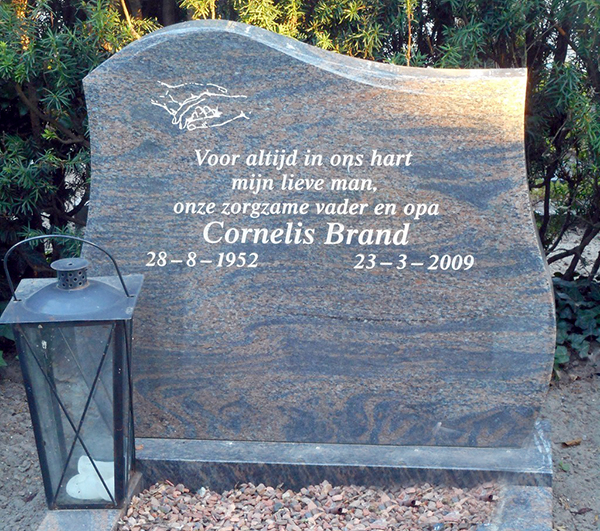 Voor altijd in ons hart
mijn lieve man,
onze zorgzame vader en opa
Cornelis Brand
28-8-1952 23-3-2009